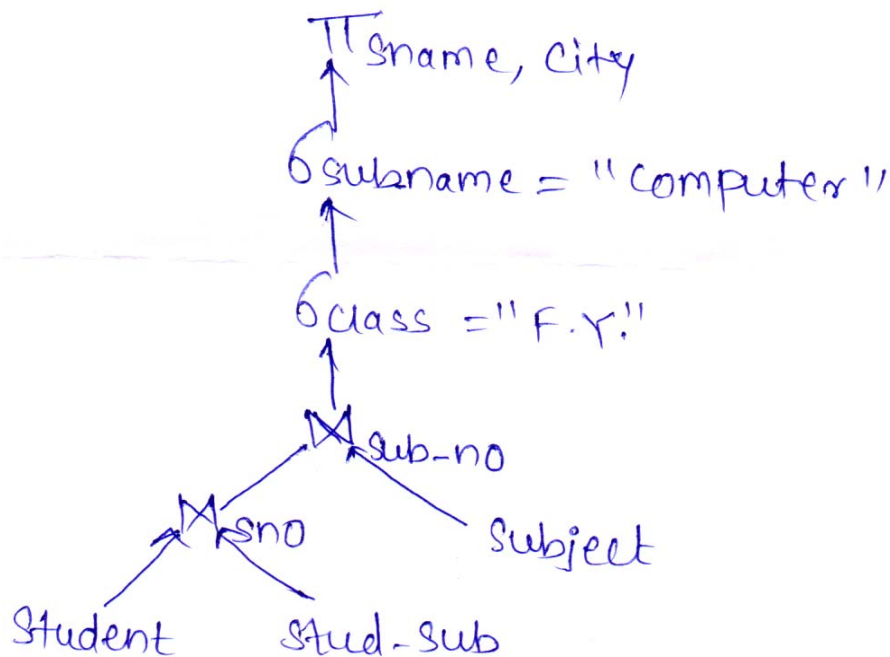 π sname, city
σ subname = "computer"
σ class = "F.Y."
⋈ sub-no
⋈ sno
subject
student stud-sub